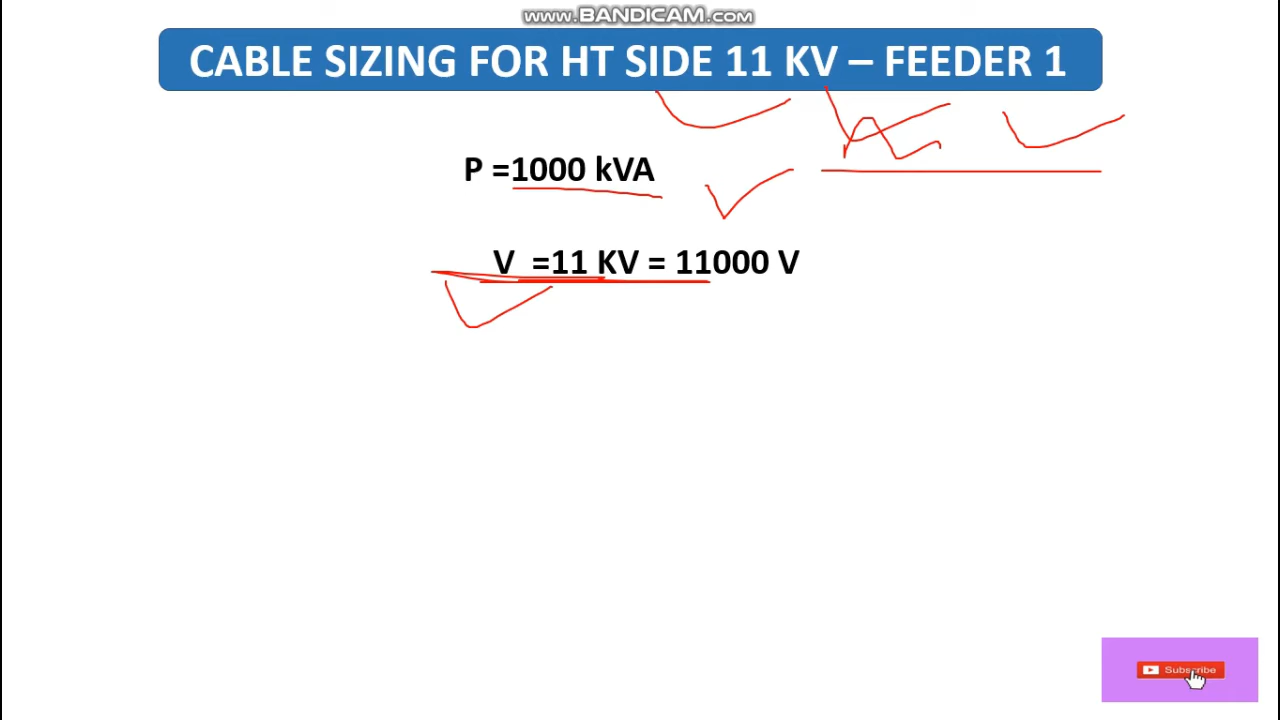 www.BANDICAM.com
CABLE SIZING FOR HT SIDE 11 KV – FEEDER 1
P =1000 kVA
V =11 KV = 11000 V
Subscribe